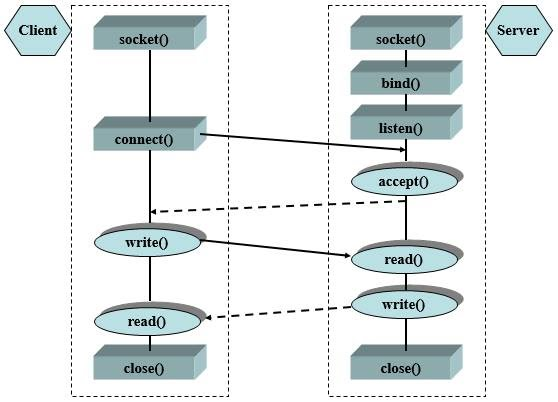 Client
socket()
connect()
write()
read()
close()
Server
socket()
bind()
listen()
accept()
read()
write()
close()